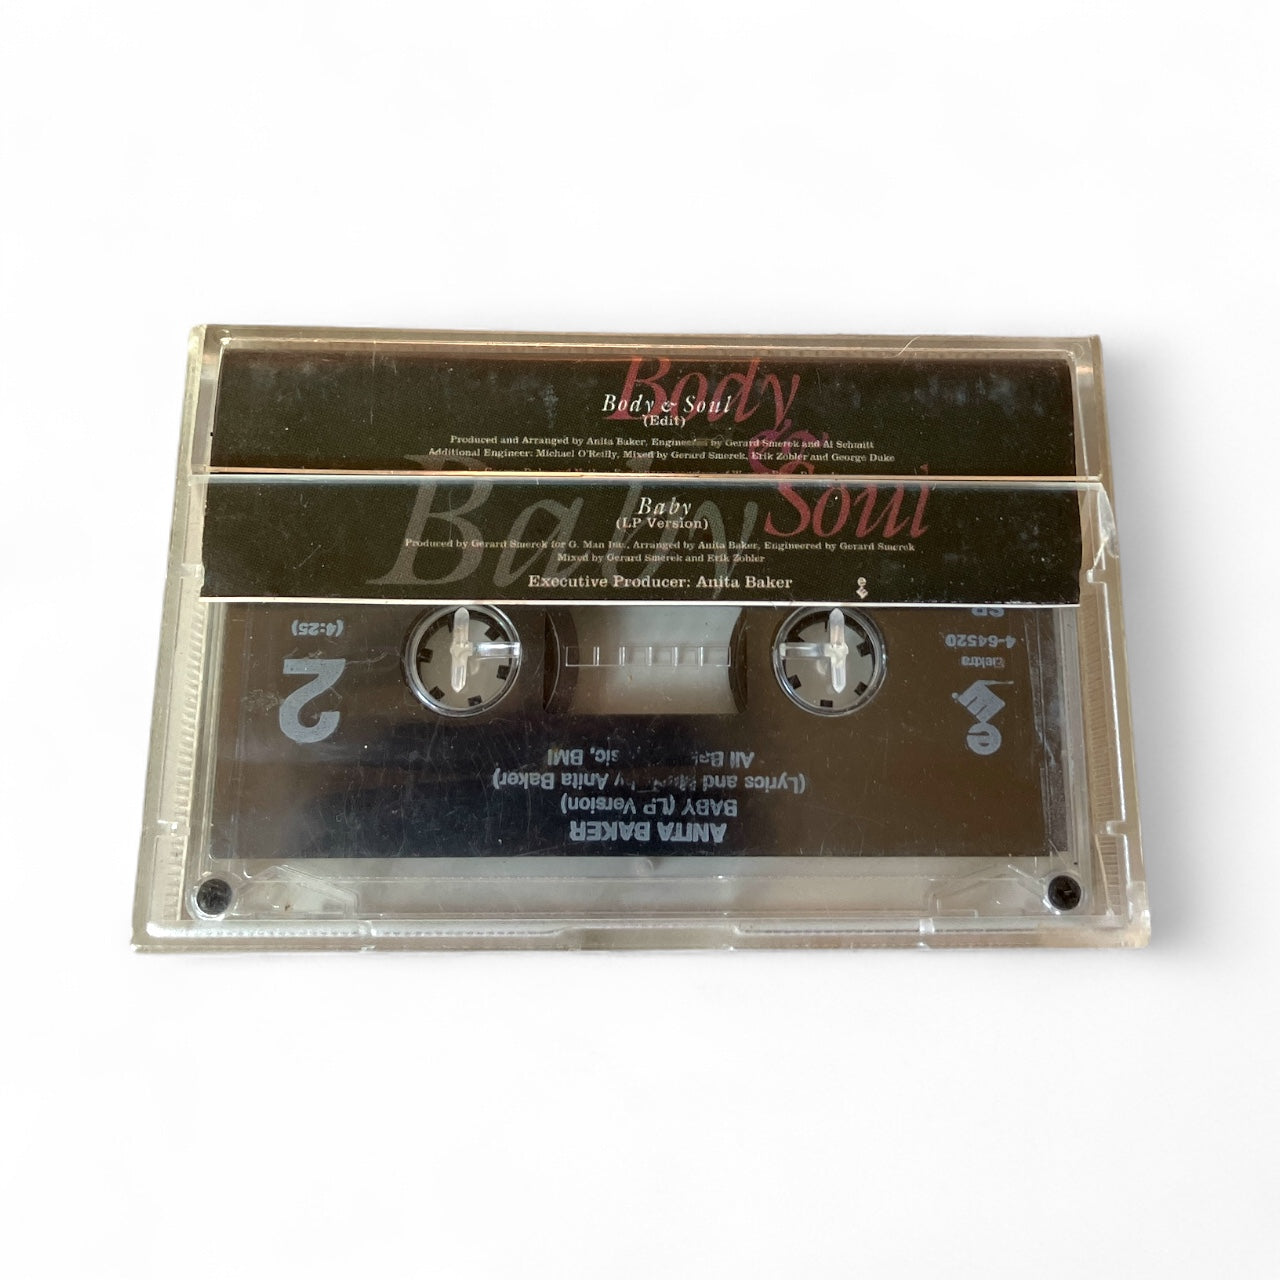 Body & Soul
Body
&
Soul
(Edit)
Produced and Arranged by Anita Baker, Engineered by Gerard Smerek and Al Schmitt
Additional Engineer: Michael O'Reilly, Mixed by Gerard Smerek, Erik Zobler and George Duke
Baby
Baby
(LP Version)
Produced by Gerard Smerek for G. Man Inc., Arranged by Anita Baker, Engineered by Gerard Smerek
Mixed by Gerard Smerek and Erik Zobler
Executive Producer: Anita Baker
ANITA BAKER
BABY (LP Version)
(Lyrics and by Anita Baker)
All BMI
e
Elektra
4-64520
SR
2
(4:25)